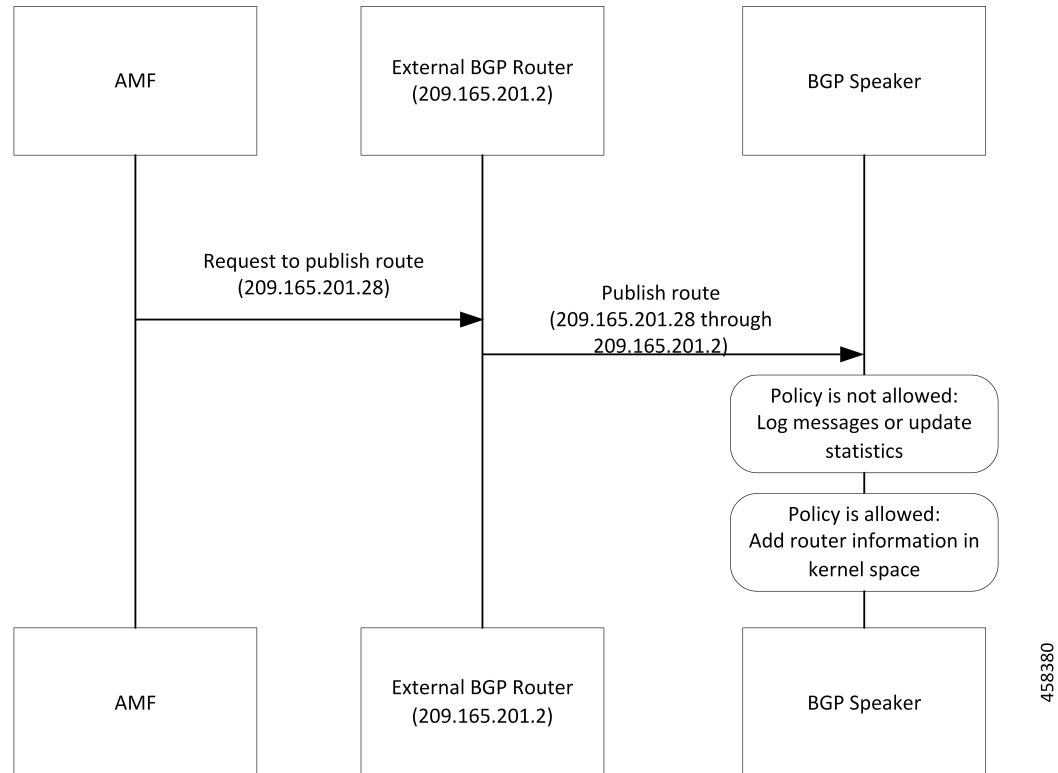 AMF
External BGP Router
(209.165.201.2)
BGP Speaker
Request to publish route
(209.165.201.28)
Publish route
(209.165.201.28 through
209.165.201.2)
Policy is not allowed:
Log messages or update
statistics
Policy is allowed:
Add router information in
kernel space
AMF
External BGP Router
(209.165.201.2)
BGP Speaker
458380